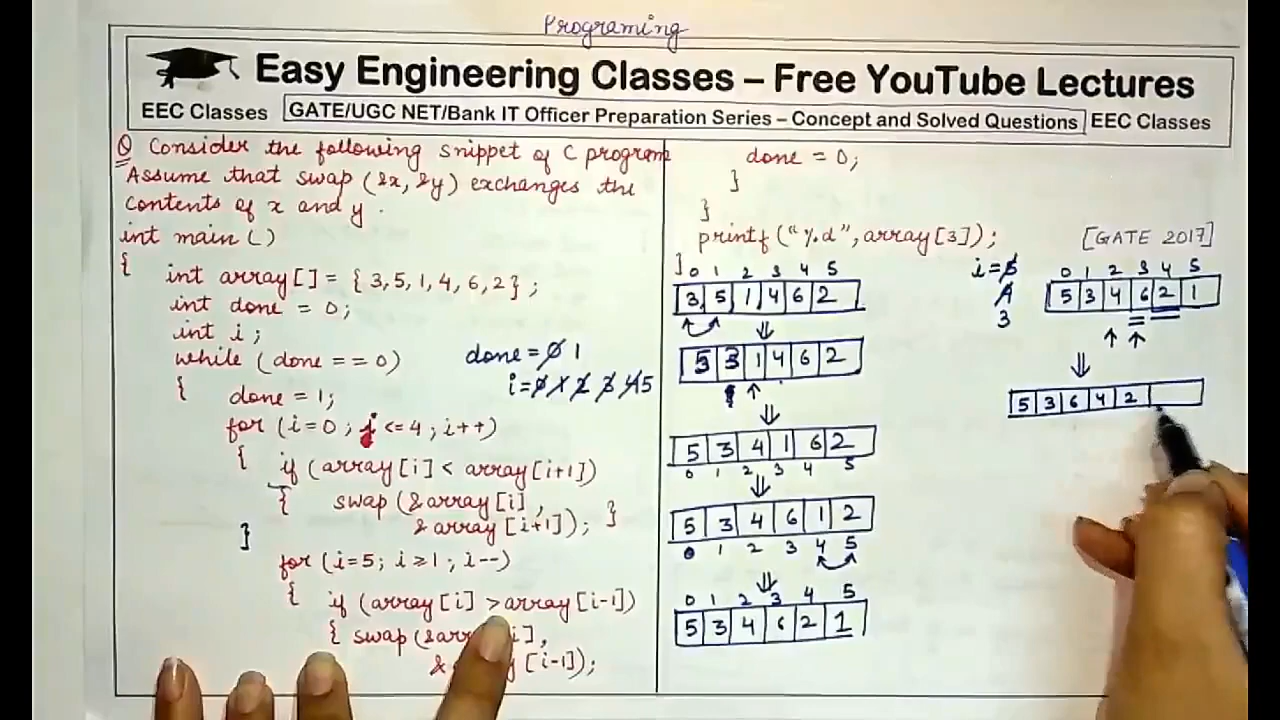 Programing
Easy Engineering Classes – Free YouTube Lectures
EEC Classes GATE/UGC NET/Bank IT Officer Preparation Series – Concept and Solved Questions EEC Classes
Q Consider the following snippet of C program
Assume that swap (&x, &y) exchanges the
contents of x and y.
int main ()
{
int array[] = { 3, 5, 1, 4, 6, 2 } ;
int done = 0;
int i ;
while (done == 0)
{
done = 1;
for (i=0 ; i <= 4 ; i++)
{
if (array[i] < array[i+1])
{ swap (&array[i] ,
&array[i+1]); }
}
for (i=5; i ≥ 1 ; i--)
{
if (array[i] > array[i-1])
{ swap (&arr i],
& y [i-1]);
done = 0 1
i = 0 1 2 3 4 5
done = 0;
}
}
printf ("%d", array[3]);
}
[GATE 2017]
0 1 2 3 4 5
3 5 1 4 6 2
5 3 1 4 6 2
5 3 4 1 6 2
0 1 2 3 4 5
5 3 4 6 1 2
0 1 2 3 4 5
0 1 2 3 4 5
5 3 4 6 2 1
i = 5
4
3
0 1 2 3 4 5
5 3 4 6 2 1
5 3 6 4 2